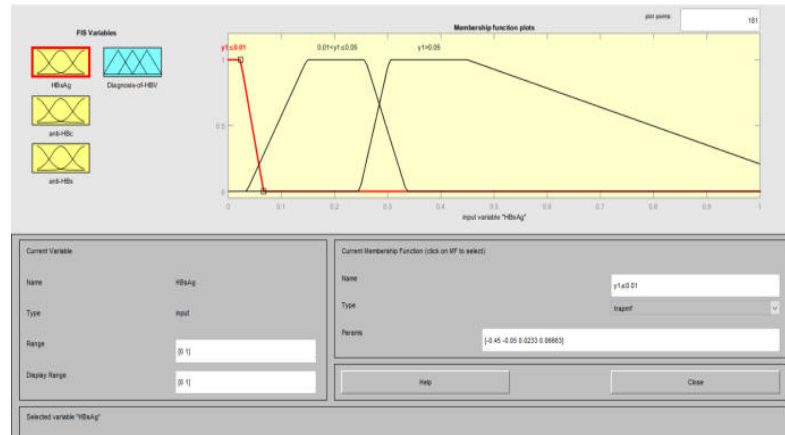 FIS Variables
Membership function plots
plot points:
181
HBsAg
Diagnosis-of-HBV
anti-HBc
anti-HBs
y1≤0.01
0.01<y1≤0.05
y1>0.05
1
0.5
0
0 0.1 0.2 0.3 0.4 0.5 0.6 0.7 0.8 0.9 1
input variable "HBsAg"
Current Variable
Name HBsAg
Type input
Range [0 1]
Display Range [0 1]
Current Membership Function (click on MF to select)
Name y1≤0.01
Type trapmf
Params [-0.45 -0.05 0.0233 0.06663]
Help
Close
Selected variable "HBsAg"